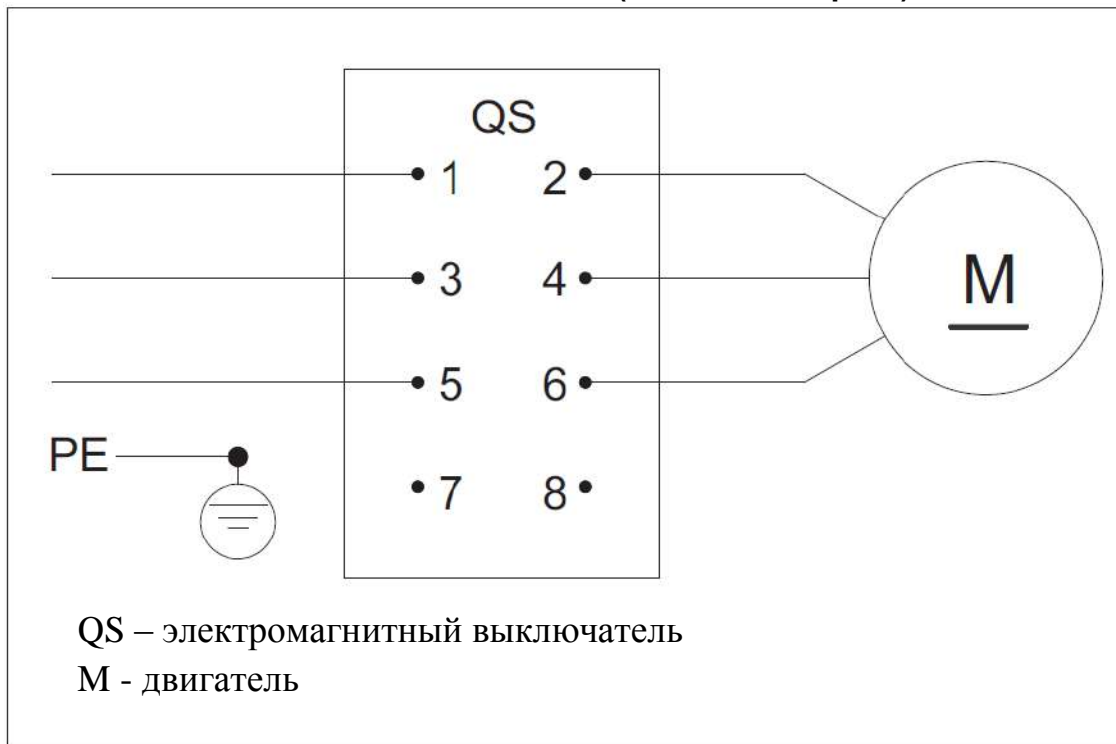 QS
1 2
3 4
5 6
PE
7 8
M
QS – электромагнитный выключатель
М - двигатель